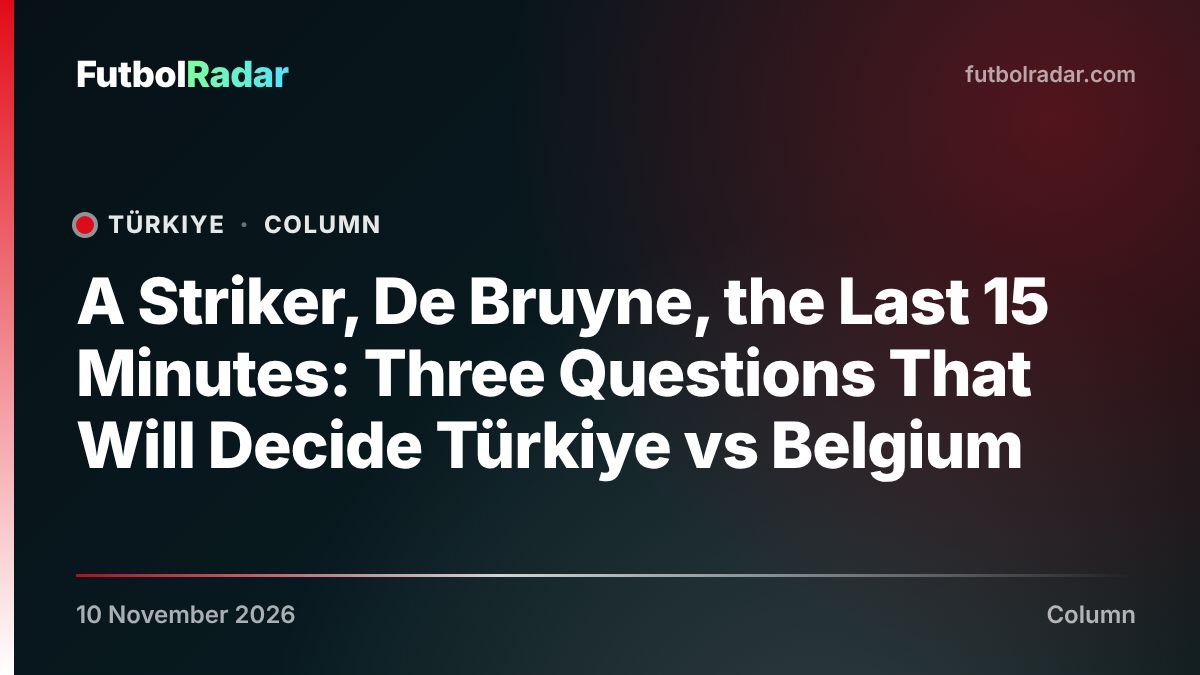 FutbolRadar
futbolradar.com
TÜRKIYE · COLUMN
A Striker, De Bruyne, the Last 15
Minutes: Three Questions That
Will Decide Türkiye vs Belgium
10 November 2026
Column